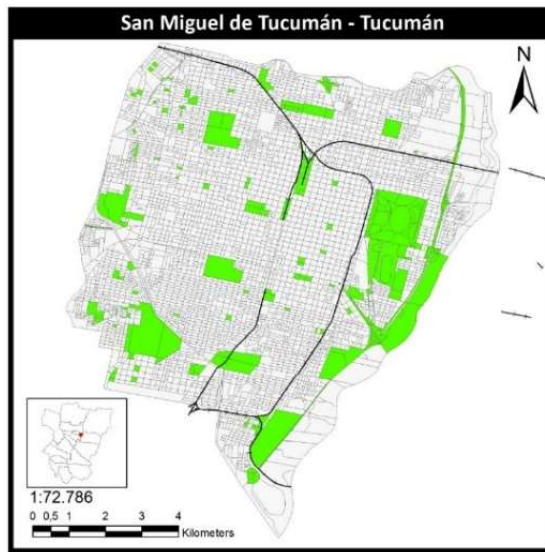 San Miguel de Tucumán - Tucumán
N
1:72.786
0 0,5 1 2 3 4
Kilometers